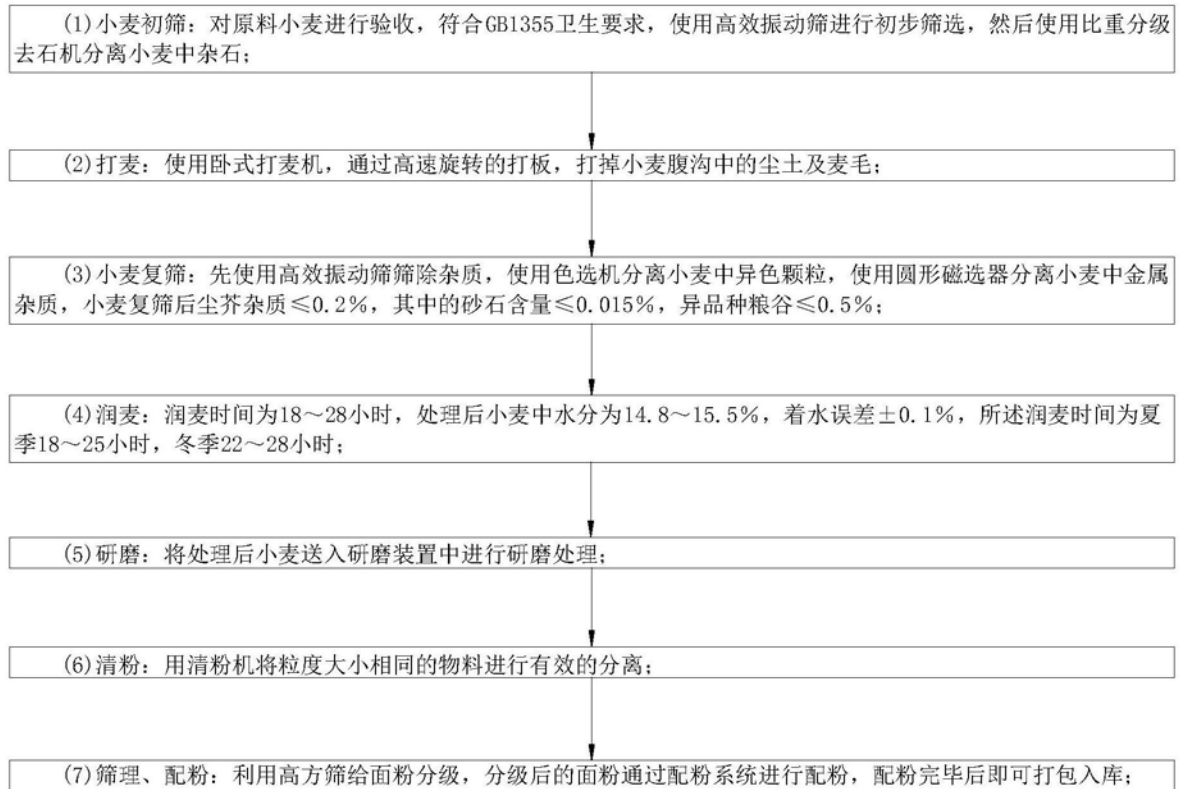 (1)小麦初筛：对原料小麦进行验收，符合GB1355卫生要求，使用高效振动筛进行初步筛选，然后使用比重分级
去石机分离小麦中杂石；
(2)打麦：使用卧式打麦机，通过高速旋转的打板，打掉小麦腹沟中的尘土及麦毛；
(3)小麦复筛：先使用高效振动筛筛除杂质，使用色选机分离小麦中异色颗粒，使用圆形磁选器分离小麦中金属
杂质，小麦复筛后尘芥杂质≤0.2%，其中的砂石含量≤0.015%，异品种粮谷≤0.5%；
(4)润麦：润麦时间为18～28小时，处理后小麦中水分为14.8～15.5%，着水误差±0.1%，所述润麦时间为夏
季18～25小时，冬季22～28小时；
(5)研磨：将处理后小麦送入研磨装置中进行研磨处理；
(6)清粉：用清粉机将粒度大小相同的物料进行有效的分离；
(7)筛理、配粉：利用高方筛给面粉分级，分级后的面粉通过配粉系统进行配粉，配粉完毕后即可打包入库；